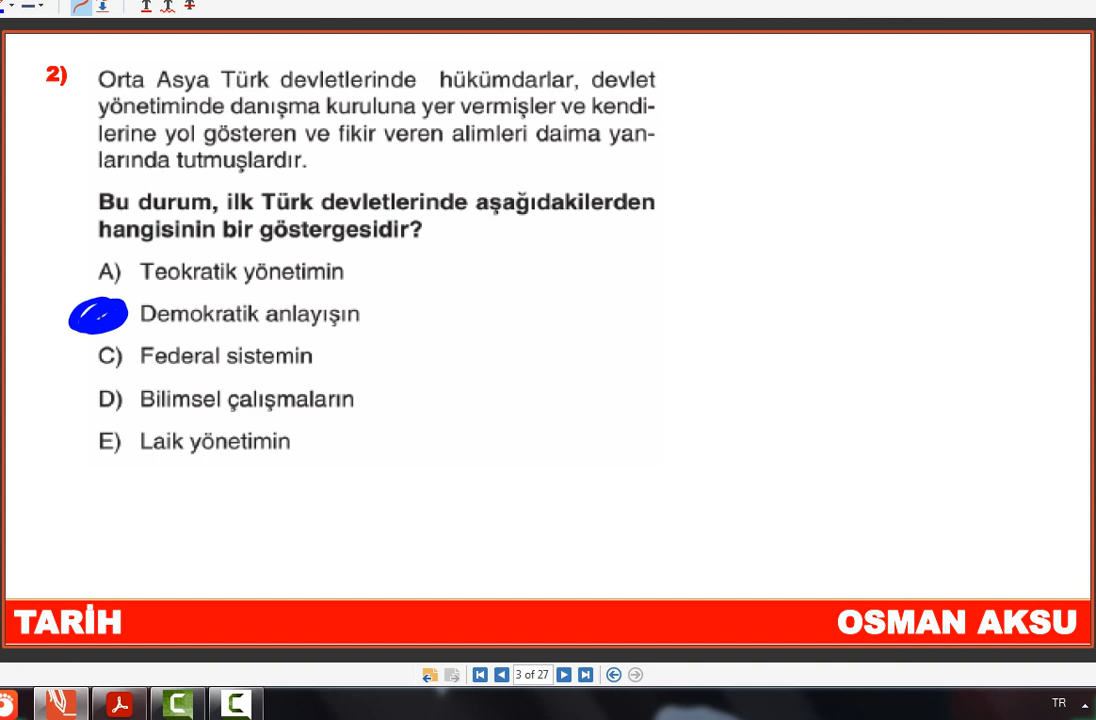 2)
Orta Asya Türk devletlerinde hükümdarlar, devlet
yönetiminde danışma kuruluna yer vermişler ve kendi-
lerine yol gösteren ve fikir veren alimleri daima yan-
larında tutmuşlardır.
Bu durum, ilk Türk devletlerinde aşağıdakilerden
hangisinin bir göstergesidir?
A) Teokratik yönetimin
Demokratik anlayışın
C) Federal sistemin
D) Bilimsel çalışmaların
E) Laik yönetimin
TARİH
OSMAN AKSU
3 of 27
TR